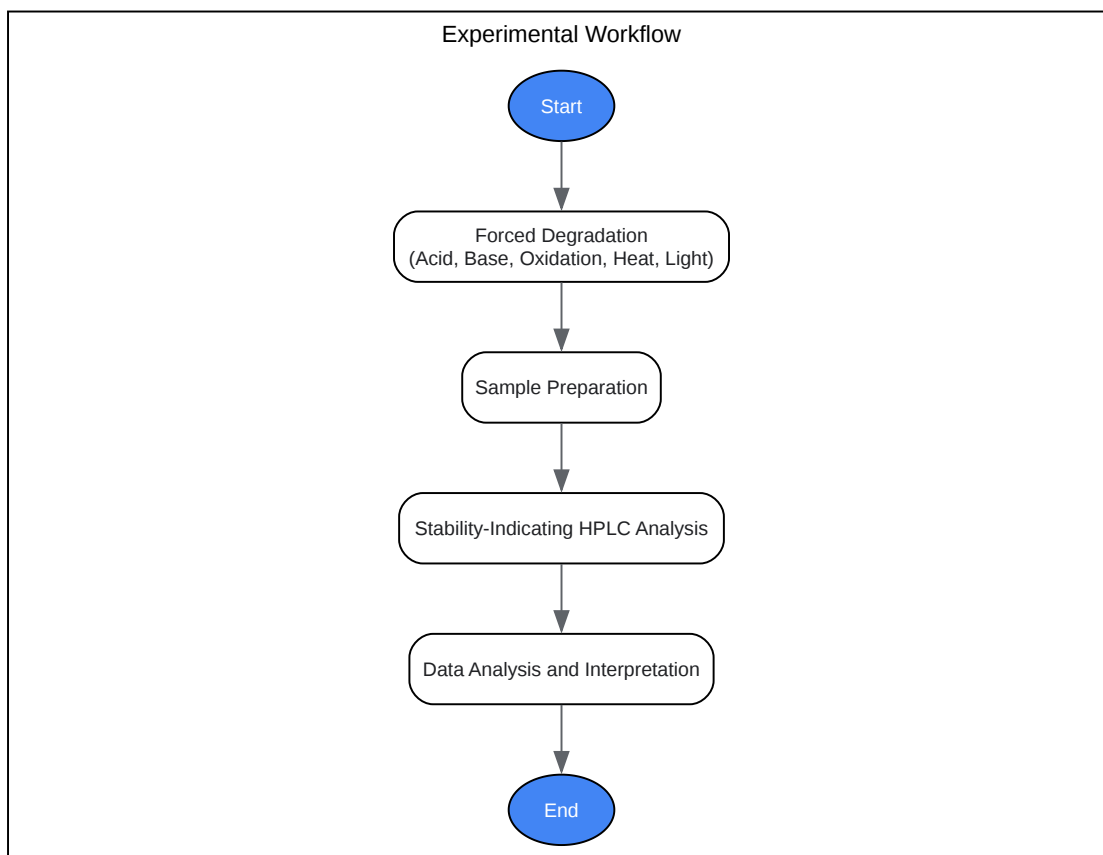 Experimental Workflow
Start
Forced Degradation
(Acid, Base, Oxidation, Heat, Light)
Sample Preparation
Stability-Indicating HPLC Analysis
Data Analysis and Interpretation
End